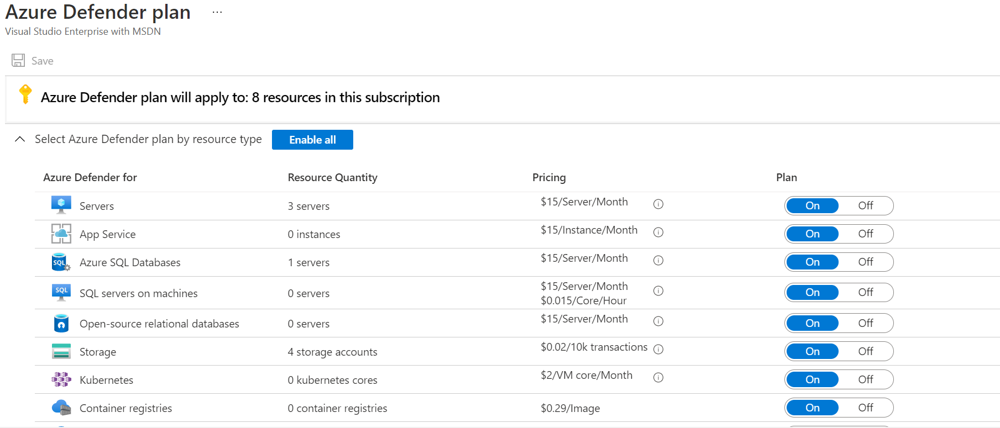 Azure Defender plan ...
Visual Studio Enterprise with MSDN
Save
Azure Defender plan will apply to: 8 resources in this subscription
Select Azure Defender plan by resource type Enable all
Azure Defender for Resource Quantity Pricing Plan
Servers 3 servers $15/Server/Month On Off
App Service 0 instances $15/Instance/Month On Off
SQL Azure SQL Databases 1 servers $15/Server/Month On Off
SQL SQL servers on machines 0 servers $15/Server/Month On Off
$0.015/Core/Hour
Open-source relational databases 0 servers $15/Server/Month On Off
Storage 4 storage accounts $0.02/10k transactions On Off
Kubernetes 0 kubernetes cores $2/VM core/Month On Off
Container registries 0 container registries $0.29/Image On Off